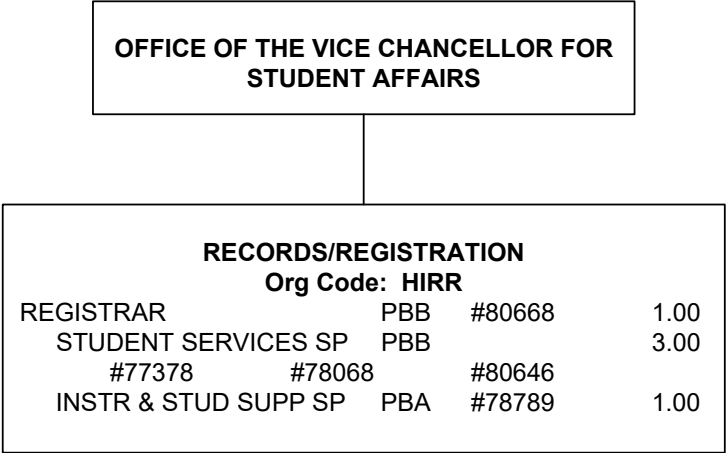 OFFICE OF THE VICE CHANCELLOR FOR
STUDENT AFFAIRS
RECORDS/REGISTRATION
Org Code: HIRR
REGISTRAR PBB #80668 1.00
STUDENT SERVICES SP PBB 3.00
#77378 #78068 #80646
INSTR & STUD SUPP SP PBA #78789 1.00